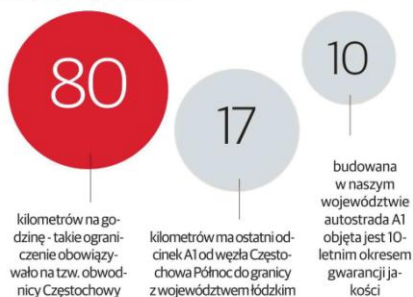 80
kilometrów na go-
dzinę - takie ograni-
czenie obowiązy-
wało na tzw. obwod-
nicy Częstochowy
17
kilometrów ma ostatni od-
cinek A1 od węzła Często-
chowa Północ do granicy
z województwem łódzkim
10
budowana
w naszym
województwie
autostrada A1
objęta jest 10-
letnim okresem
gwarancji ja-
kości